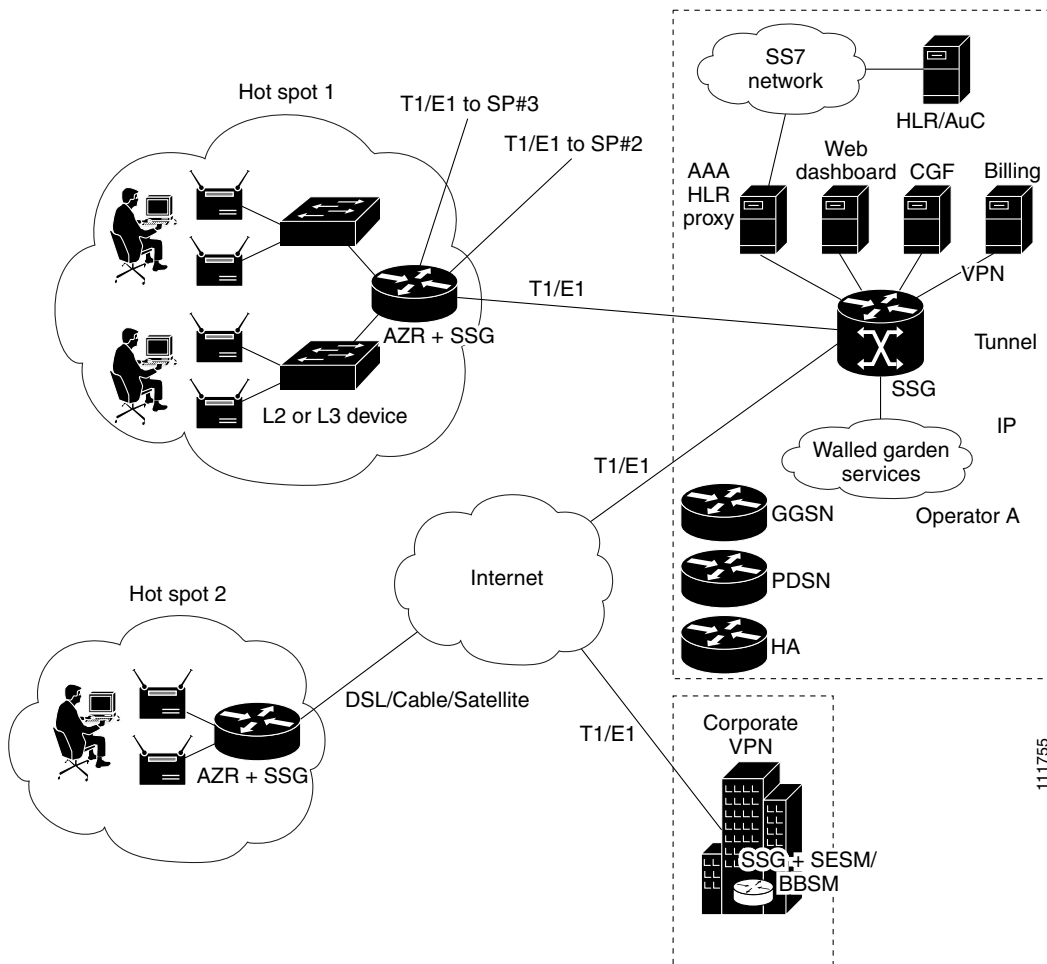 Hot spot 1
T1/E1 to SP#3
T1/E1 to SP#2
AZR + SSG
L2 or L3 device
T1/E1
SS7
network
HLR/AuC
AAA
HLR
proxy
Web
dashboard
CGF
Billing
VPN
Tunnel
SSG
IP
Walled garden
services
Operator A
GGSN
PDSN
HA
T1/E1
Internet
Hot spot 2
AZR + SSG
DSL/Cable/Satellite
T1/E1
Corporate
VPN
SSG + SESM/
BBSM
111755